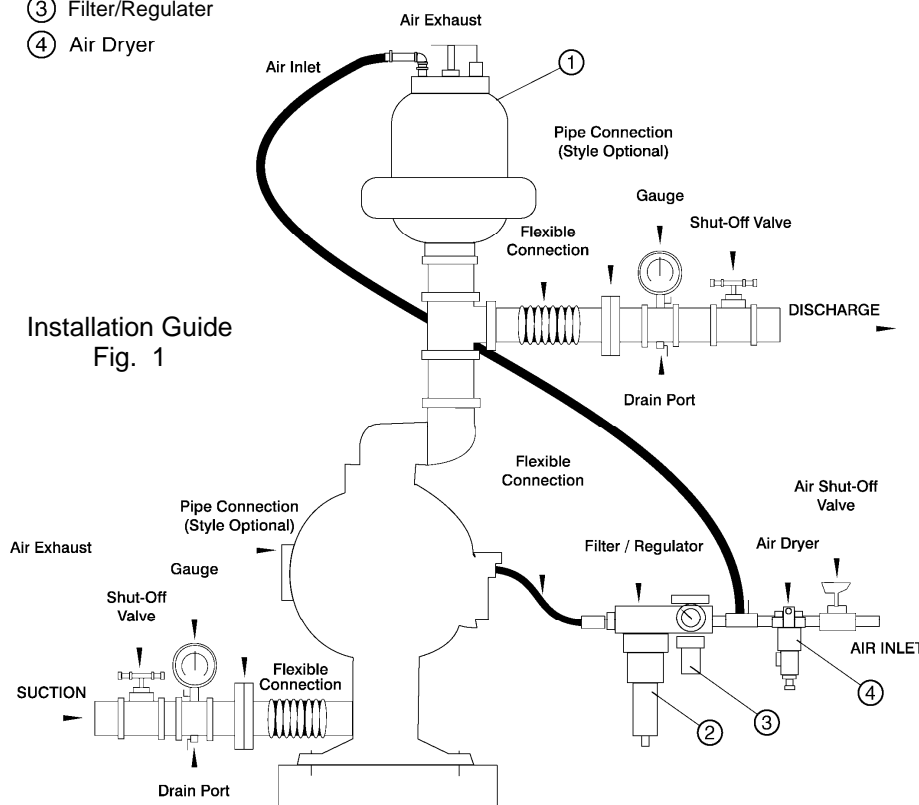 ③ Filter/Regulater
④ Air Dryer
Air Exhaust
Air Inlet
①
Pipe Connection
(Style Optional)
Gauge
Shut-Off Valve
Flexible
Connection
DISCHARGE
Installation Guide
Fig. 1
Drain Port
Flexible
Connection
Air Shut-Off
Valve
Pipe Connection
(Style Optional)
Air Exhaust
Filter / Regulator
Air Dryer
Gauge
Shut-Off
Valve
AIR INLET
Flexible
Connection
SUCTION
④
③
②
Drain Port